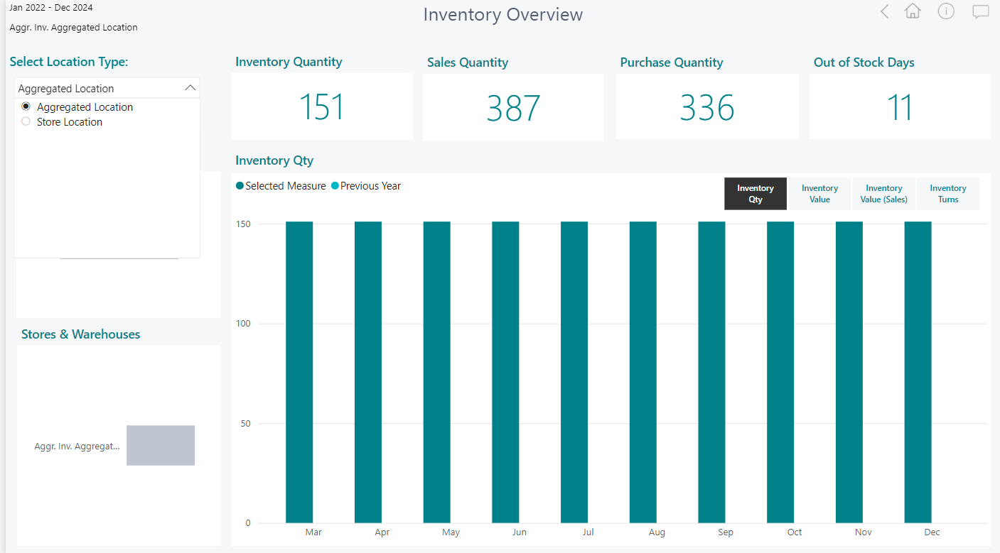 Jan 2022 - Dec 2024
Inventory Overview
Aggr. Inv. Aggregated Location
Select Location Type:
Aggregated Location
Aggregated Location
Store Location
Inventory Quantity
151
Sales Quantity
387
Purchase Quantity
336
Out of Stock Days
11
Inventory Qty
Selected Measure Previous Year
Inventory
Qty
Inventory
Value
Inventory
Value (Sales)
Inventory
Turns
150
100
50
0
Mar Apr May Jun Jul Aug Sep Oct Nov Dec
Stores & Warehouses
Aggr. Inv. Aggregat...